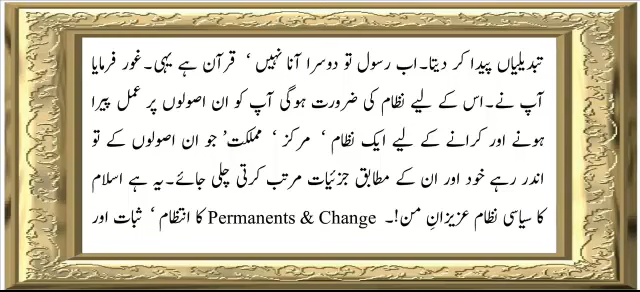 تبدیلیاں پیدا کر دیتا۔اب رسول تو دوسرا آنا نہیں ‘ قرآن ہے یہی۔غور فرمایا
آپ نے۔اس کے لیے نظام کی ضرورت ہوگی آپ کو ان اصولوں پر عمل پیرا
ہونے اور کرانے کے لیے ایک نظام ‘ مرکز ‘ مملکت’ جو ان اصولوں کے تو
اندر رہے خود اور ان کے مطابق جزئیات مرتب کرتی چلی جائے۔یہ ہے اسلام
کا سیاسی نظام عزیزانِ من!۔ Permanents & Change کا انتظام ‘ ثبات اور